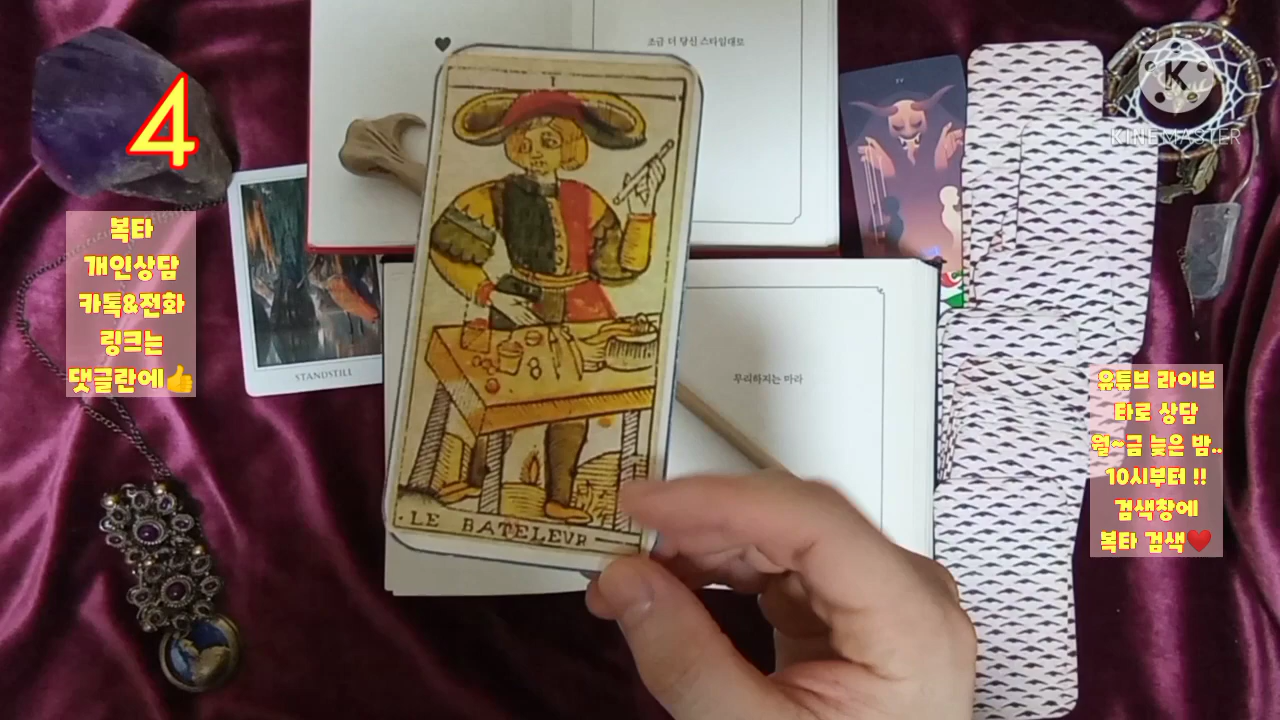 4
복타
개인상담
카톡&전화
링크는
댓글란에👍
조금 더 당신 스타일대로
I
LE BATELEVR
STANDSTILL
무리하지는 마라
IV
K
KINEMASTER
유튜브 라이브
타로 상담
월~금 늦은 밤..
10시부터 !!
검색창에
복타 검색❤️